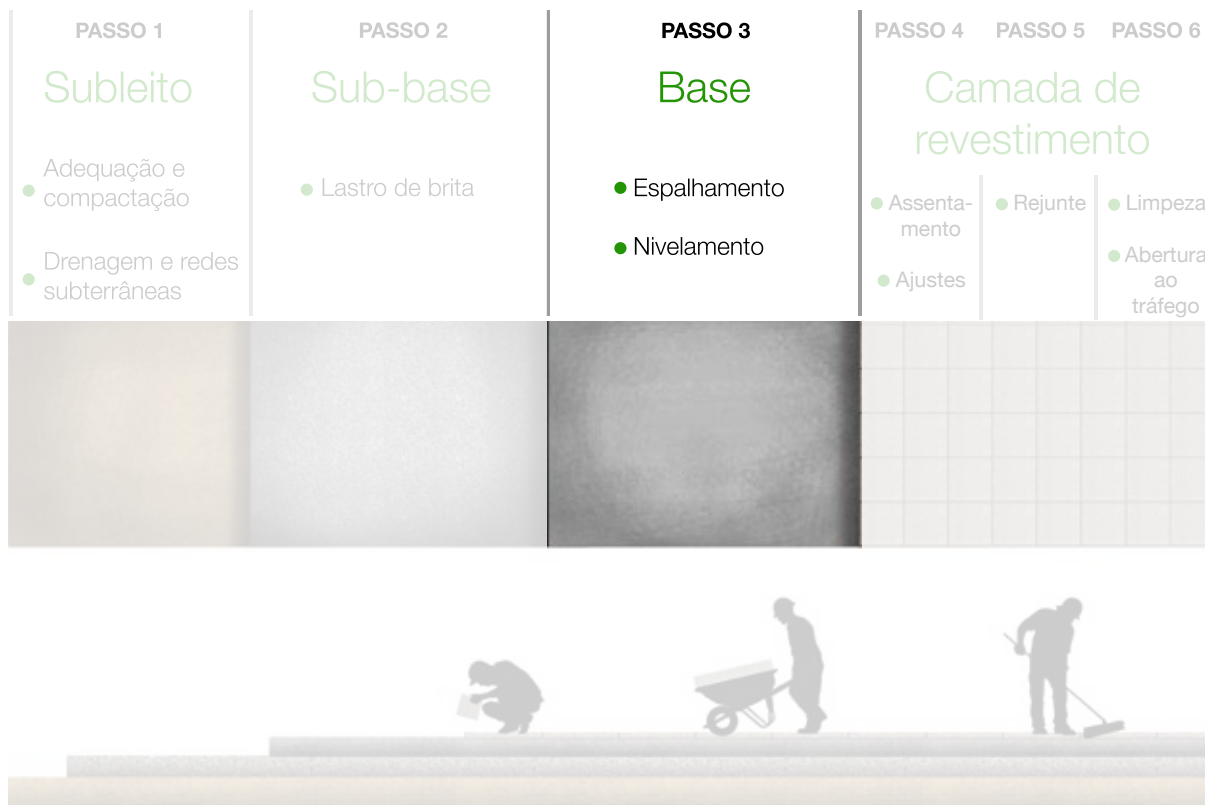 PASSO 1
Subleito
Adequação e
compactação
Drenagem e redes
subterrâneas
PASSO 2
Sub-base
Lastro de brita
PASSO 3
Base
Espalhamento
Nivelamento
PASSO 4
PASSO 5
PASSO 6
Camada de
revestimento
Assenta-
mento
Ajustes
Rejunte
Limpeza
Abertura
ao
tráfego